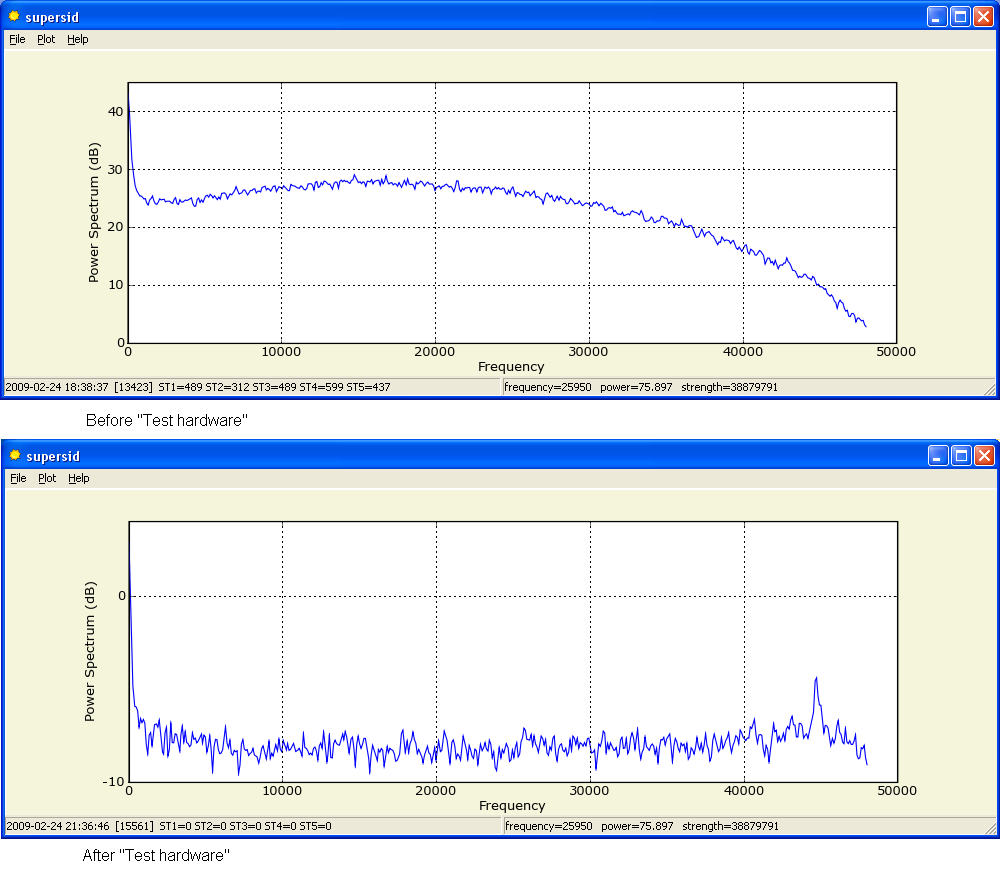 supersid
File Plot Help
40
30
20
10
0
Power Spectrum (dB)
0 10000 20000 30000 40000 50000
Frequency
2009-02-24 18:38:37 [13423] ST1=489 ST2=312 ST3=489 ST4=599 ST5=437 frequency=25950 power=75.897 strength=38879791
Before "Test hardware"
supersid
File Plot Help
0
-10
Power Spectrum (dB)
0 10000 20000 30000 40000 50000
Frequency
2009-02-24 21:36:46 [15561] ST1=0 ST2=0 ST3=0 ST4=0 ST5=0 frequency=25950 power=75.897 strength=38879791
After "Test hardware"